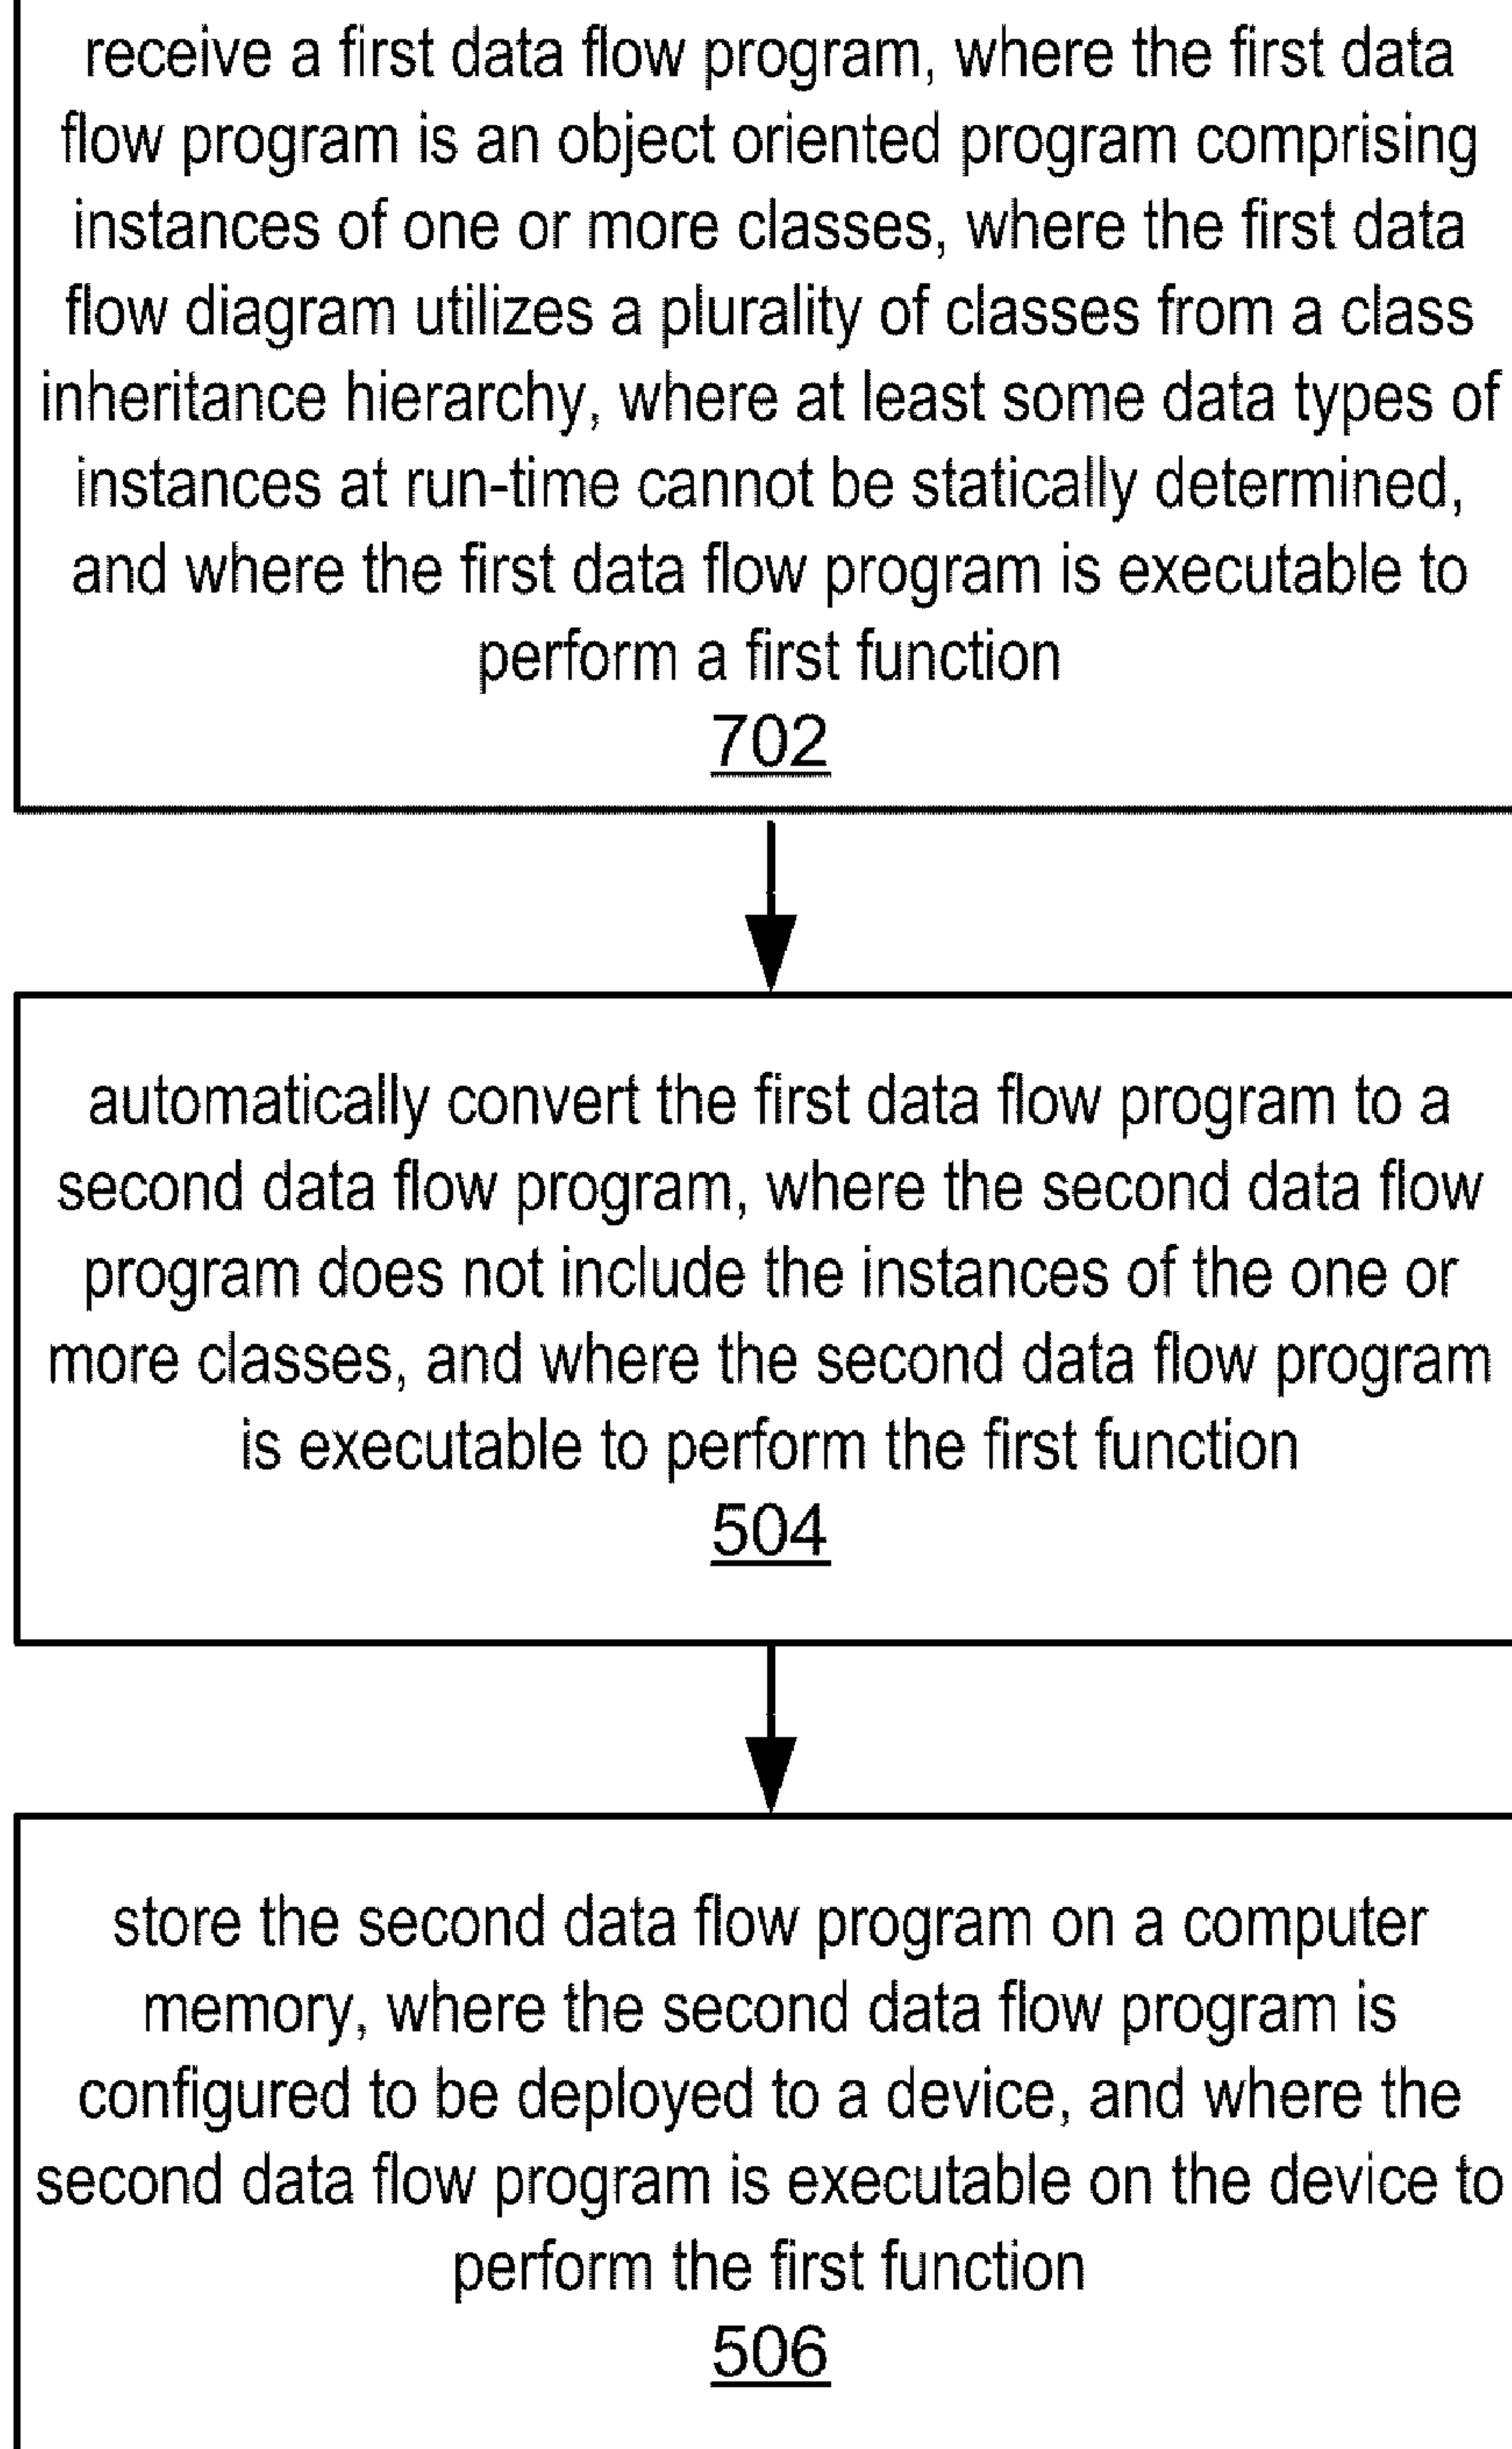 receive a first data flow program, where the first data
flow program is an object oriented program comprising
instances of one or more classes, where the first data
flow diagram utilizes a plurality of classes from a class
inheritance hierarchy, where at least some data types of
instances at run-time cannot be statically determined,
and where the first data flow program is executable to
perform a first function
702
automatically convert the first data flow program to a
second data flow program, where the second data flow
program does not include the instances of the one or
more classes, and where the second data flow program
is executable to perform the first function
504
store the second data flow program on a computer
memory, where the second data flow program is
configured to be deployed to a device, and where the
second data flow program is executable on the device to
perform the first function
506